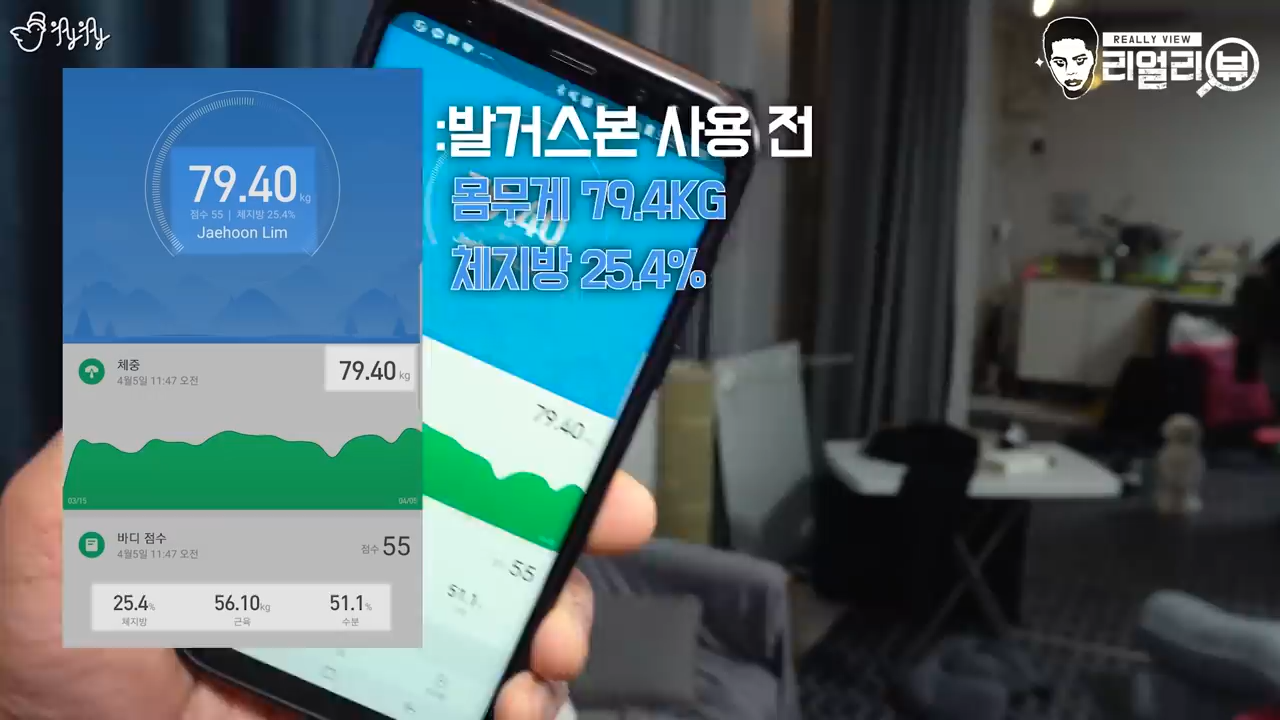 REALLY VIEW
리얼리뷰
:발거스본 사용 전
몸무게 79.4KG
체지방 25.4%
79.40 kg
점수 55 | 체지방 25.4%
Jaehoon Lim
체중
4월5일 11:47 오전
79.40 kg
03/15
04/05
바디 점수
4월5일 11:47 오전
점수 55
25.4% 56.10kg 51.1%
체지방 근육 수분
79.40
55
51.1